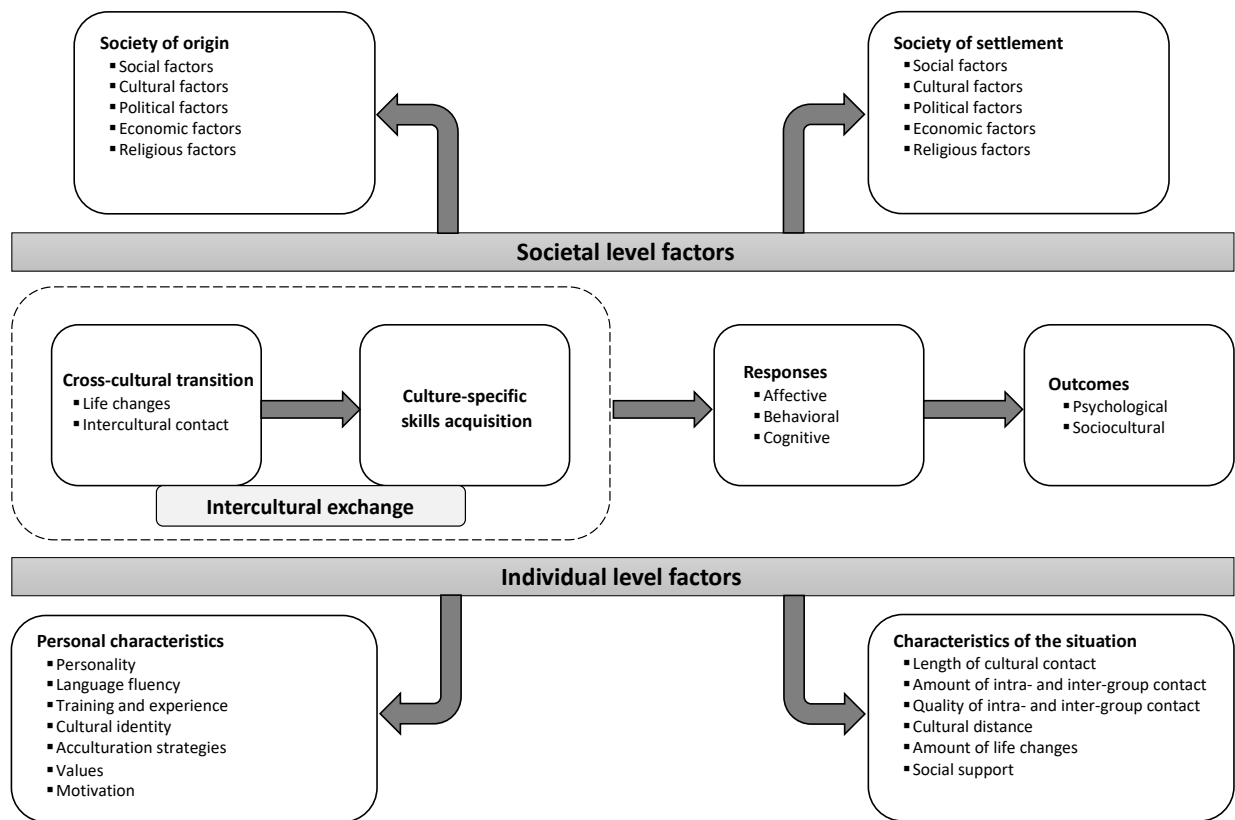 Society of origin
▪ Social factors
▪ Cultural factors
▪ Political factors
▪ Economic factors
▪ Religious factors
Society of settlement
▪ Social factors
▪ Cultural factors
▪ Political factors
▪ Economic factors
▪ Religious factors
Societal level factors
Cross-cultural transition
▪ Life changes
▪ Intercultural contact
Culture-specific
skills acquisition
Intercultural exchange
Responses
▪ Affective
▪ Behavioral
▪ Cognitive
Outcomes
▪ Psychological
▪ Sociocultural
Individual level factors
Personal characteristics
▪ Personality
▪ Language fluency
▪ Training and experience
▪ Cultural identity
▪ Acculturation strategies
▪ Values
▪ Motivation
Characteristics of the situation
▪ Length of cultural contact
▪ Amount of intra- and inter-group contact
▪ Quality of intra- and inter-group contact
▪ Cultural distance
▪ Amount of life changes
▪ Social support